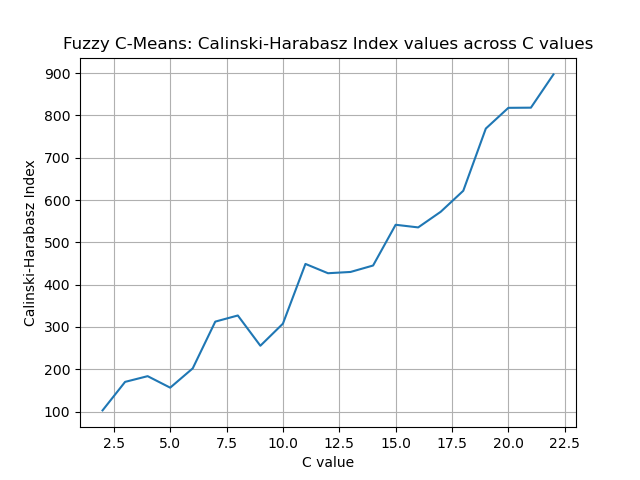 Fuzzy C-Means: Calinski-Harabasz Index values across C values
900
800
700
600
500
400
300
200
100
Calinski-Harabasz Index
2.5 5.0 7.5 10.0 12.5 15.0 17.5 20.0 22.5
C value